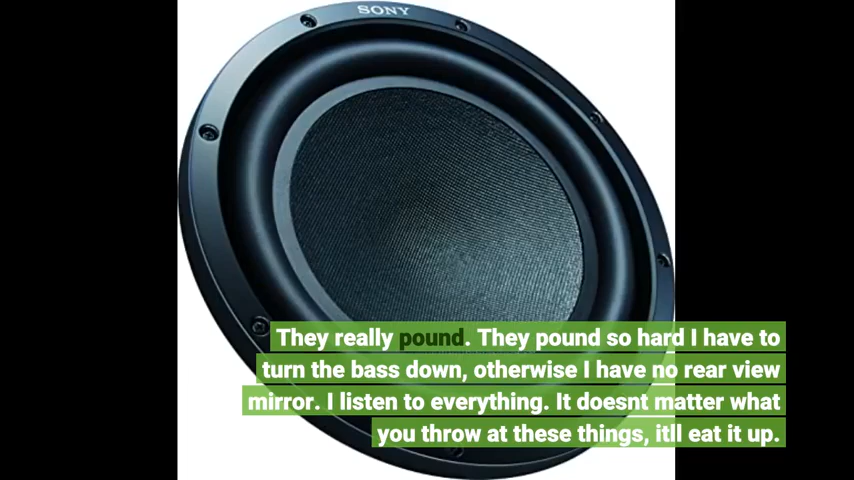 SONY
They really pound. They pound so hard I have to
turn the bass down, otherwise I have no rear view
mirror. I listen to everything. It doesnt matter what
you throw at these things, itll eat it up.